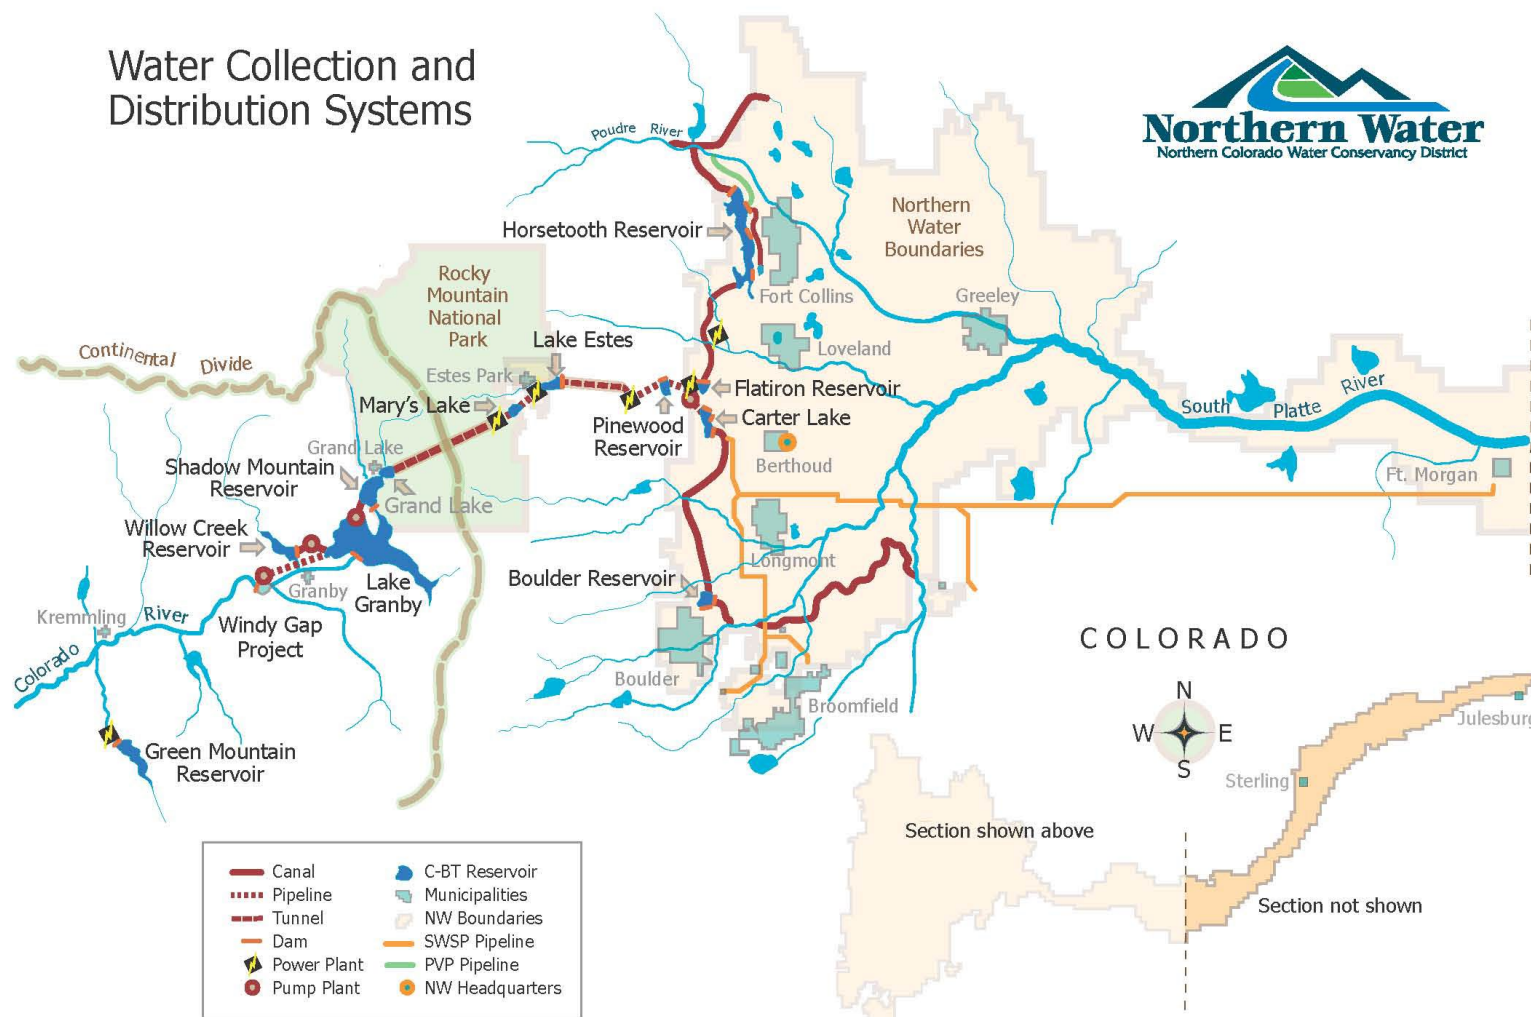 Water Collection and
Distribution Systems
Northern Water
Northern Colorado Water Conservancy District
Poudre River
Horsetooth Reservoir
Northern
Water
Boundaries
Fort Collins
Greeley
Rocky
Mountain
National
Park
Continental Divide
Lake Estes
Estes Park
Loveland
Mary's Lake
Flatiron Reservoir
Carter Lake
Pinewood
Reservoir
South Platte River
Berthoud
Ft. Morgan
Grand Lake
Shadow Mountain
Reservoir
Grand Lake
Willow Creek
Reservoir
Longmont
Boulder Reservoir
Lake
Granby
Granby
Kremmling
Colorado River
Windy Gap
Project
COLORADO
Boulder
Broomfield
N
W E
S
Green Mountain
Reservoir
Julesburg
Sterling
Section shown above
Section not shown
Canal
Pipeline
Tunnel
Dam
Power Plant
Pump Plant
C-BT Reservoir
Municipalities
NW Boundaries
SWSP Pipeline
PVP Pipeline
NW Headquarters